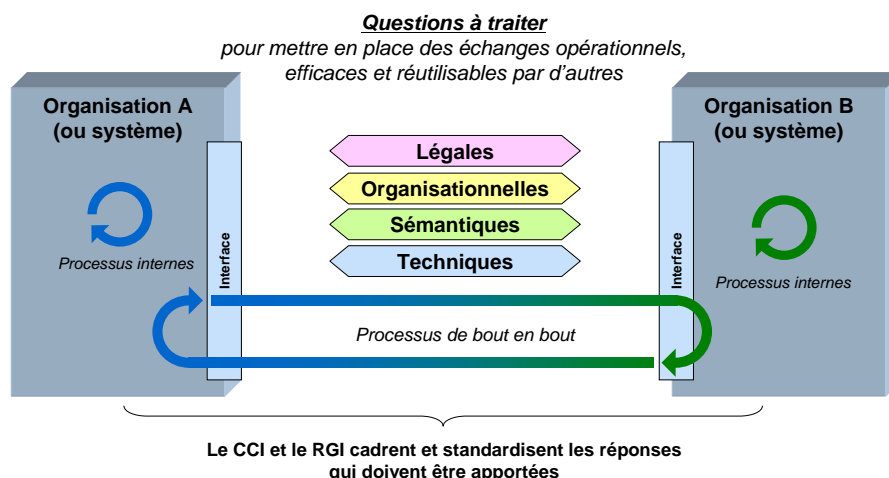 Questions à traiter
pour mettre en place des échanges opérationnels,
efficaces et réutilisables par d'autres
Organisation A
(ou système)
Organisation B
(ou système)
Légales
Organisationnelles
Sémantiques
Techniques
Interface
Interface
Processus internes
Processus internes
Processus de bout en bout
Le CCI et le RGI cadrent et standardisent les réponses
qui doivent être apportées